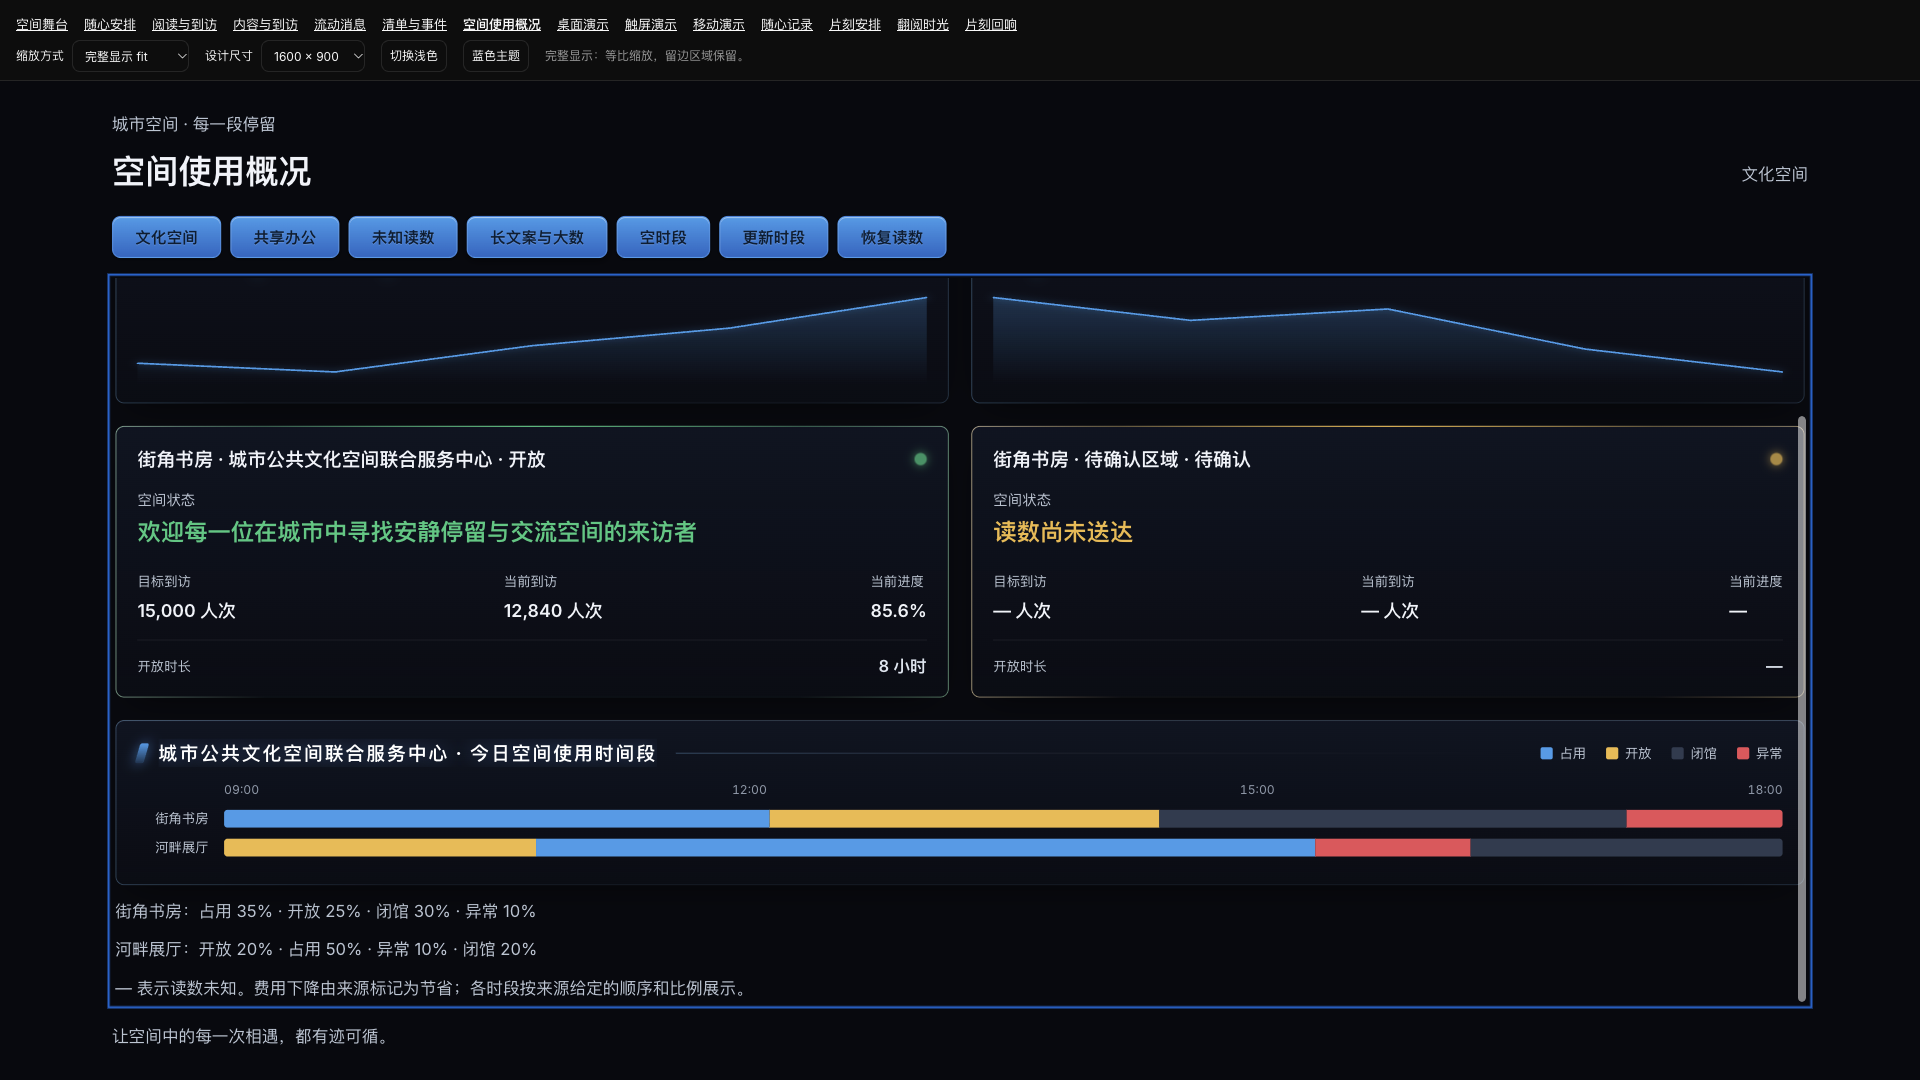 空间舞台 随心安排 阅读与到访 内容与到访 流动消息 清单与事件 空间使用概况 桌面演示 触屏演示 移动演示 随心记录 片刻安排 翻阅时光 片刻回响
缩放方式 完整显示 fit 设计尺寸 1600 × 900 切换浅色 蓝色主题 完整显示：等比缩放，留边区域保留。
城市空间 · 每一段停留
空间使用概况
文化空间
文化空间 共享办公 未知读数 长文案与大数 空时段 更新时段 恢复读数
街角书房 · 城市公共文化空间联合服务中心 · 开放
空间状态
欢迎每一位在城市中寻找安静停留与交流空间的来访者
目标到访 当前到访 当前进度
15,000 人次 12,840 人次 85.6%
开放时长 8 小时
街角书房 · 待确认区域 · 待确认
空间状态
读数尚未送达
目标到访 当前到访 当前进度
— 人次 — 人次 —
开放时长 —
城市公共文化空间联合服务中心 · 今日空间使用时间段
占用 开放 闭馆 异常
09:00 12:00 15:00 18:00
街角书房
河畔展厅
街角书房：占用 35% · 开放 25% · 闭馆 30% · 异常 10%
河畔展厅：开放 20% · 占用 50% · 异常 10% · 闭馆 20%
— 表示读数未知。费用下降由来源标记为节省；各时段按来源给定的顺序和比例展示。
让空间中的每一次相遇，都有迹可循。